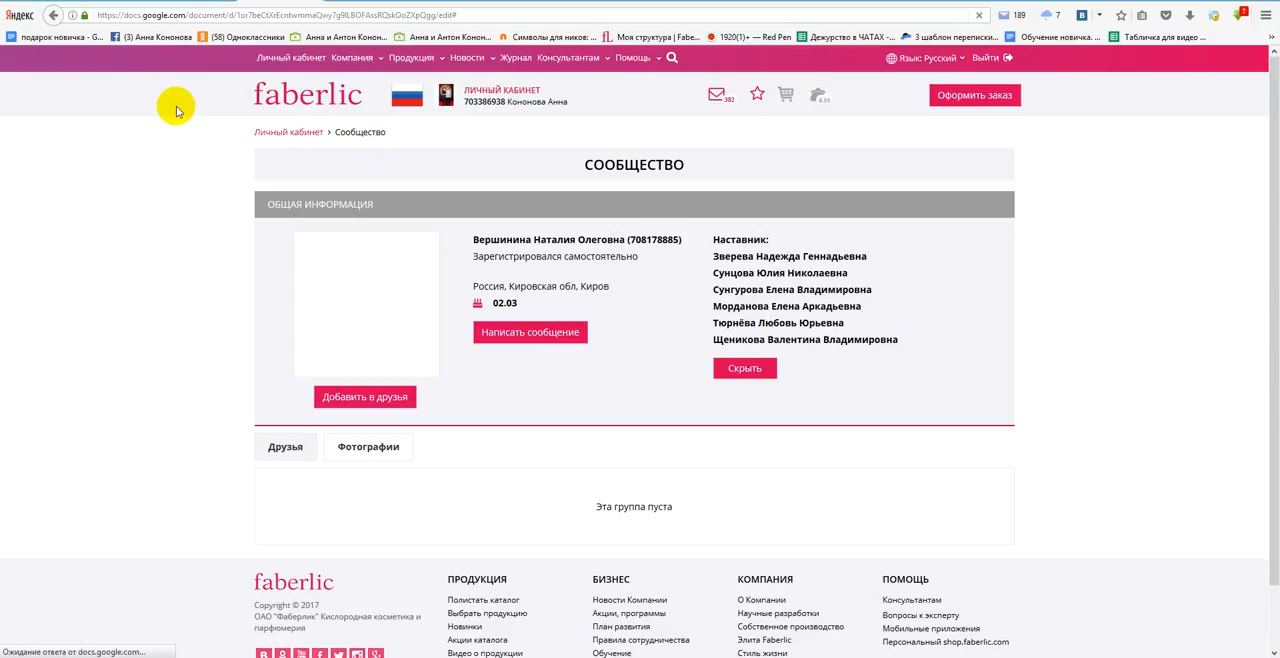 Яндекс
https://docs.google.com/document/d/1or7beCtXrEcntwmmaQwy7g9lLBOFAssRQskOoZXpQgg/edit#
189
7
7
подарок новичка - G...
(3) Анна Кононова
(58) Одноклассники
Анна и Антон Конон...
Анна и Антон Конон...
Символы для ников: ...
Моя структура | Fabe...
1920(1)+ — Red Pen
Дежурство в ЧАТАХ -...
3 шаблон переписки...
Обучение новичка. ...
Табличка для видео ...
Личный кабинет
Компания
Продукция
Новости
Журнал
Консультантам
Помощь
Язык: Русский
Выйти
faberlic
ЛИЧНЫЙ КАБИНЕТ
703386938 Кононова Анна
382
4.66
Оформить заказ
Личный кабинет › Сообщество
СООБЩЕСТВО
ОБЩАЯ ИНФОРМАЦИЯ
Вершинина Наталия Олеговна (708178885)
Зарегистрировался самостоятельно
Россия, Кировская обл, Киров
02.03
Написать сообщение
Добавить в друзья
Наставник:
Зверева Надежда Геннадьевна
Сунцова Юлия Николаевна
Сунгурова Елена Владимировна
Морданова Елена Аркадьевна
Тюрнёва Любовь Юрьевна
Щеникова Валентина Владимировна
Скрыть
Друзья
Фотографии
Эта группа пуста
faberlic
Copyright © 2017
ОАО "Фаберлик" Кислородная косметика и
парфюмерия
ПРОДУКЦИЯ
Полистать каталог
Выбрать продукцию
Новинки
Акции каталога
Видео о продукции
БИЗНЕС
Новости Компании
Акции, программы
План развития
Правила сотрудничества
Обучение
КОМПАНИЯ
О Компании
Научные разработки
Собственное производство
Элита Faberlic
Стиль жизни
ПОМОЩЬ
Консультантам
Вопросы к эксперту
Мобильные приложения
Персональный shop.faberlic.com
Ожидание ответа от docs.google.com...